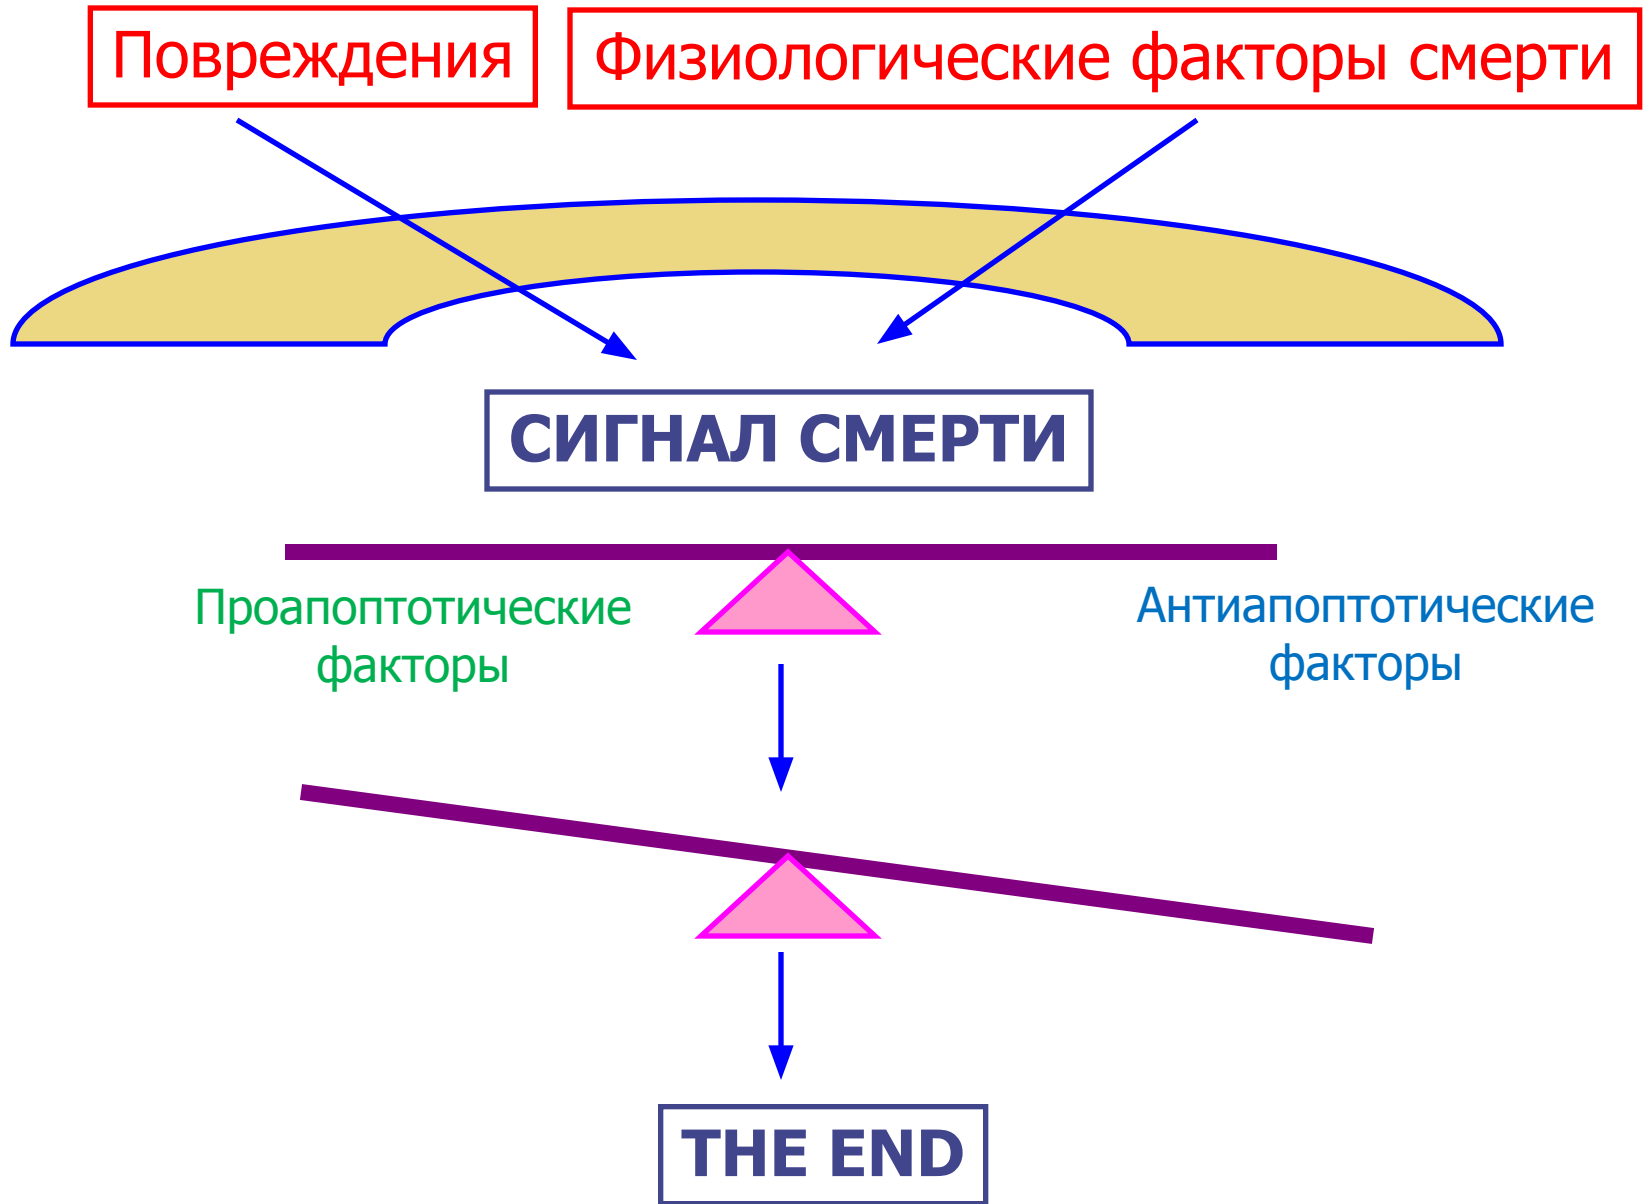 Повреждения
Физиологические факторы смерти
СИГНАЛ СМЕРТИ
Проапоптотические
факторы
Антиапоптотические
факторы
THE END